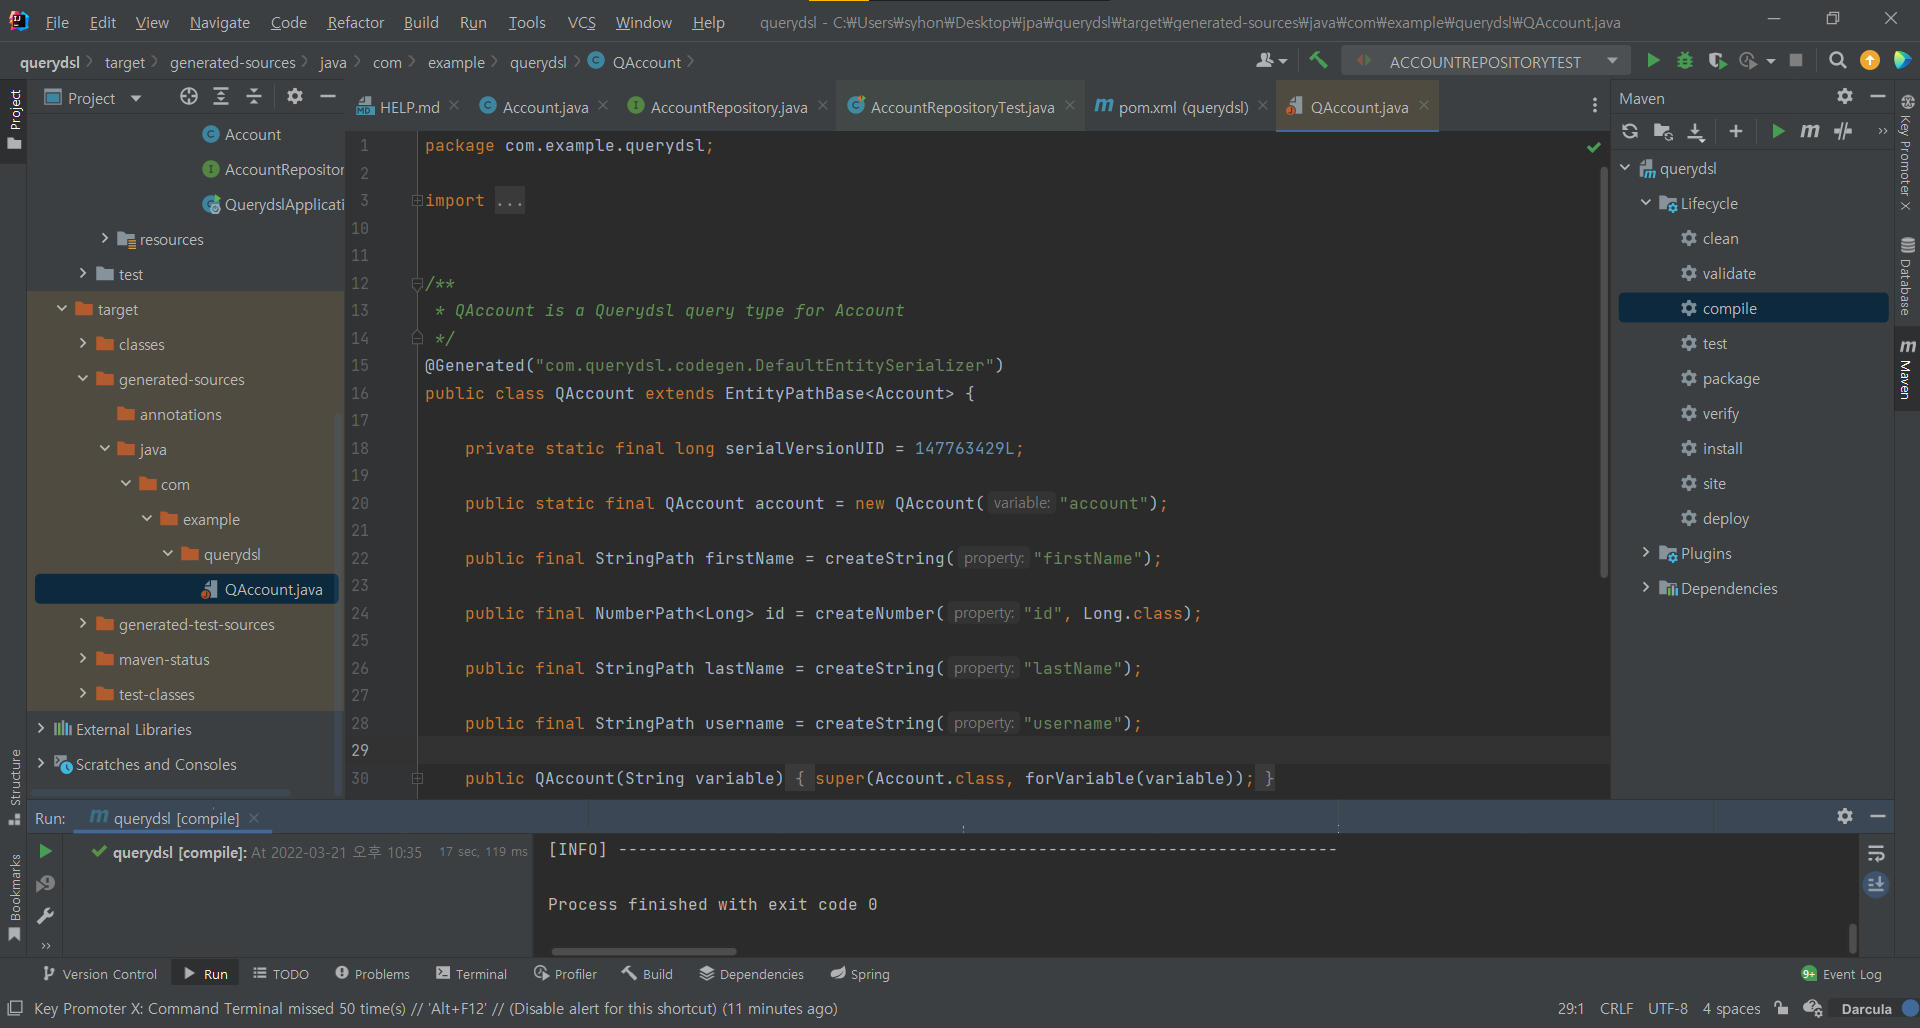 File Edit View Navigate Code Refactor Build Run Tools VCS Window Help querydsl - C:₩Users₩syhon₩Desktop₩jpa₩querydsl₩target₩generated-sources₩java₩com₩example₩querydsl₩QAccount.java
querydsl target generated-sources java com example querydsl QAccount ACCOUNTREPOSITORYTEST
Project
Project
HELP.md Account.java AccountRepository.java AccountRepositoryTest.java pom.xml (querydsl) QAccount.java
Account
AccountRepositor
QuerydslApplicati
resources
test
target
classes
generated-sources
annotations
java
com
example
querydsl
QAccount.java
generated-test-sources
maven-status
test-classes
External Libraries
Scratches and Consoles
Structure
Bookmarks
1 package com.example.querydsl;
2
3 import ...
10
11
12 /**
13 * QAccount is a Querydsl query type for Account
14 */
15 @Generated("com.querydsl.codegen.DefaultEntitySerializer")
16 public class QAccount extends EntityPathBase<Account> {
17
18 private static final long serialVersionUID = 147763429L;
19
20 public static final QAccount account = new QAccount( variable: "account");
21
22 public final StringPath firstName = createString( property: "firstName");
23
24 public final NumberPath<Long> id = createNumber( property: "id", Long.class);
25
26 public final StringPath lastName = createString( property: "lastName");
27
28 public final StringPath username = createString( property: "username");
29
30 public QAccount(String variable) { super(Account.class, forVariable(variable)); }
Maven
querydsl
Lifecycle
clean
validate
compile
test
package
verify
install
site
deploy
Plugins
Dependencies
Key Promoter X
Database
Maven
Run: querydsl [compile]
querydsl [compile]: At 2022-03-21 오후 10:35 17 sec, 119 ms
[INFO] ------------------------------------------------------------------------
Process finished with exit code 0
Version Control Run TODO Problems Terminal Profiler Build Dependencies Spring 9+ Event Log
Key Promoter X: Command Terminal missed 50 time(s) // 'Alt+F12' // (Disable alert for this shortcut) (11 minutes ago) 29:1 CRLF UTF-8 4 spaces Darcula